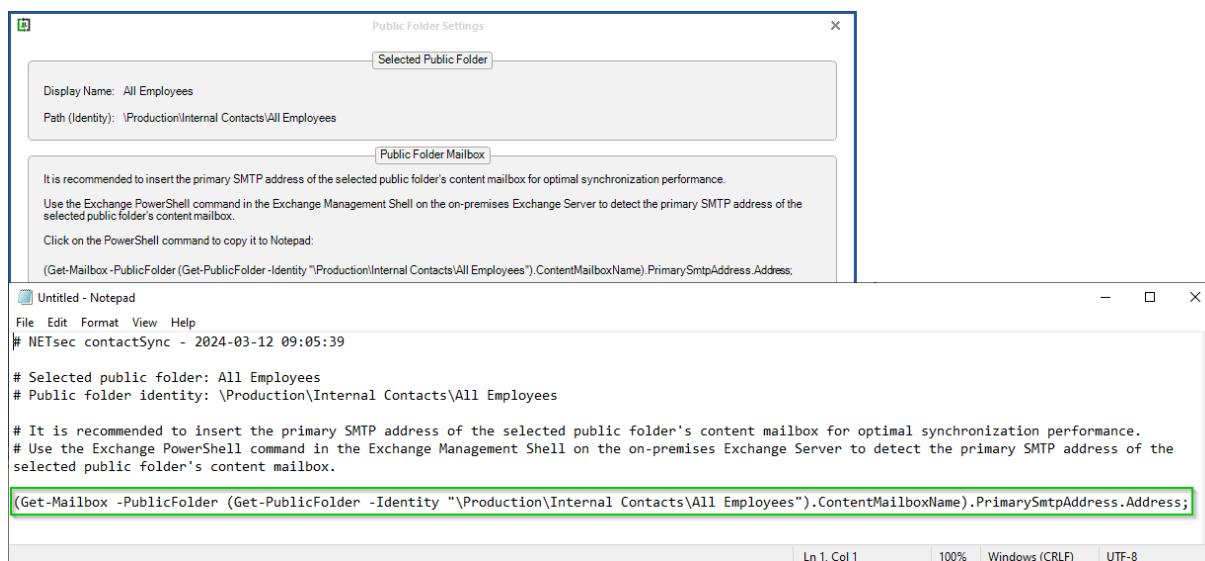 Public Folder Settings
Selected Public Folder
Display Name: All Employees
Path (Identity): \Production\Internal Contacts\All Employees
Public Folder Mailbox
It is recommended to insert the primary SMTP address of the selected public folder's content mailbox for optimal synchronization performance.
Use the Exchange PowerShell command in the Exchange Management Shell on the on-premises Exchange Server to detect the primary SMTP address of the
selected public folder's content mailbox.
Click on the PowerShell command to copy it to Notepad:
(Get-Mailbox -PublicFolder (Get-PublicFolder -Identity "\Production\Internal Contacts\All Employees").ContentMailboxName).PrimarySmtpAddress.Address;
Untitled - Notepad
File Edit Format View Help
# NETsec contactSync - 2024-03-12 09:05:39
# Selected public folder: All Employees
# Public folder identity: \Production\Internal Contacts\All Employees
# It is recommended to insert the primary SMTP address of the selected public folder's content mailbox for optimal synchronization performance.
# Use the Exchange PowerShell command in the Exchange Management Shell on the on-premises Exchange Server to detect the primary SMTP address of the
selected public folder's content mailbox.
(Get-Mailbox -PublicFolder (Get-PublicFolder -Identity "\Production\Internal Contacts\All Employees").ContentMailboxName).PrimarySmtpAddress.Address;
Ln 1, Col 1 100% Windows (CRLF) UTF-8